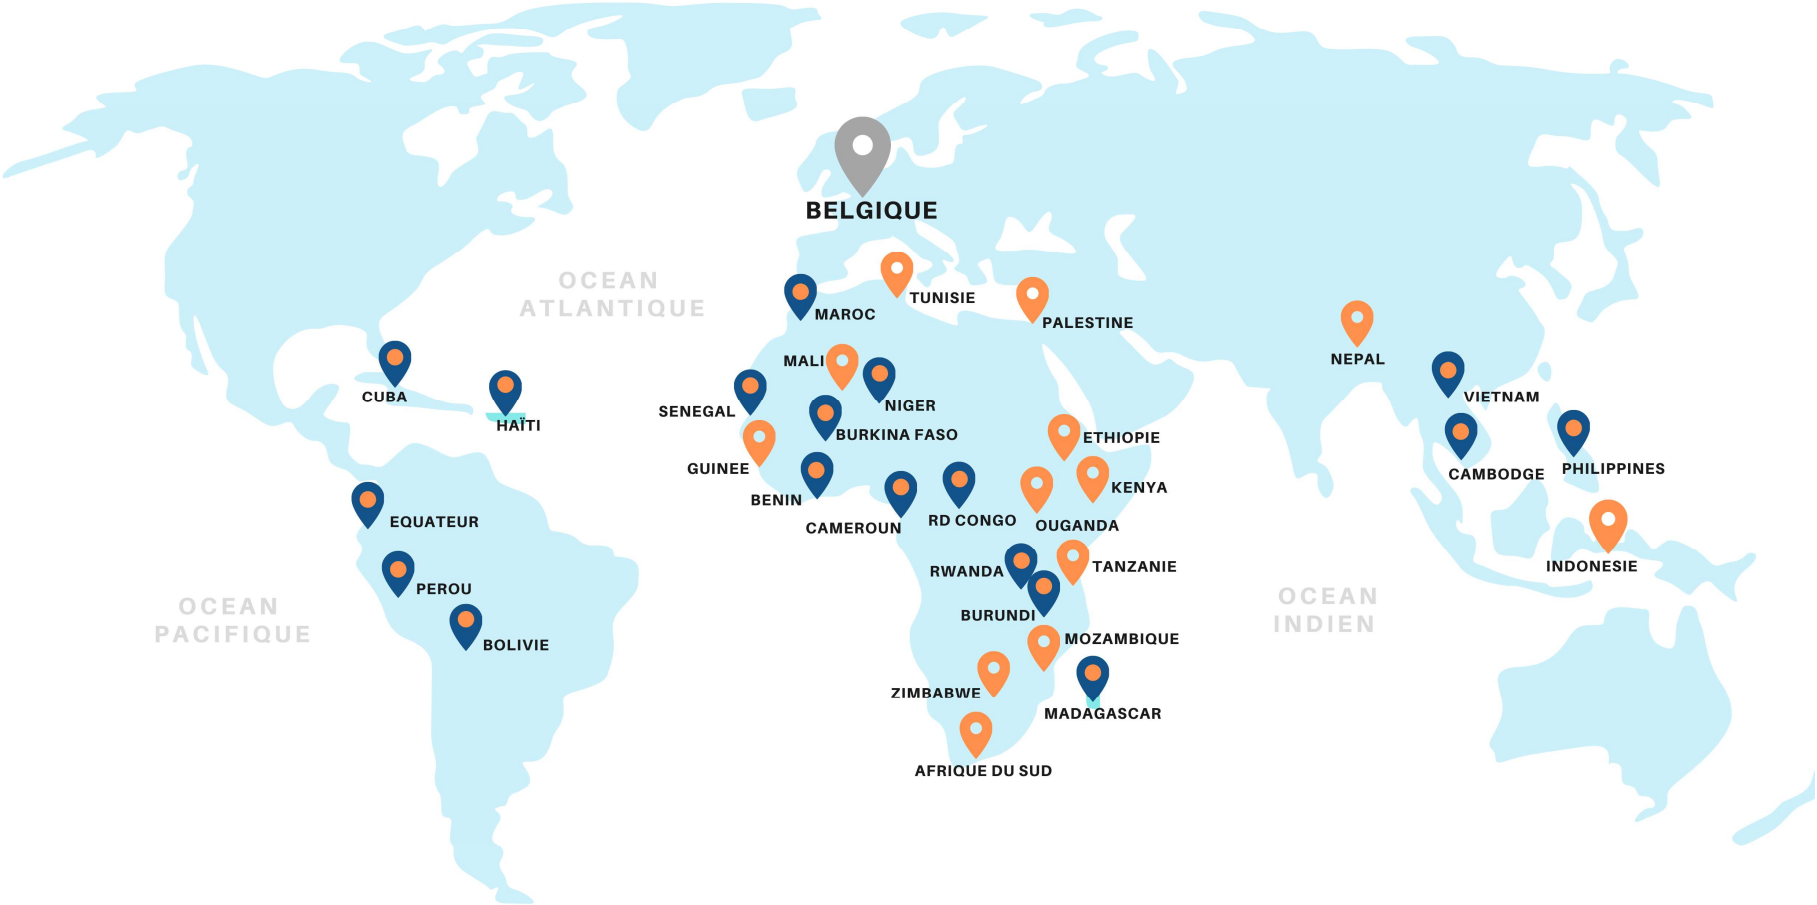 BELGIQUE
OCEAN
ATLANTIQUE
TUNISIE
MAROC
PALESTINE
MALI
NEPAL
CUBA
NIGER
VIETNAM
SENEGAL
HAÏTI
BURKINA FASO
ETHIOPIE
GUINEE
PHILIPPINES
CAMBODGE
KENYA
BENIN
EQUATEUR
CAMEROUN
RD CONGO
OUGANDA
INDONESIE
RWANDA
TANZANIE
PEROU
OCEAN
PACIFIQUE
OCEAN
INDIEN
BURUNDI
BOLIVIE
MOZAMBIQUE
ZIMBABWE
MADAGASCAR
AFRIQUE DU SUD